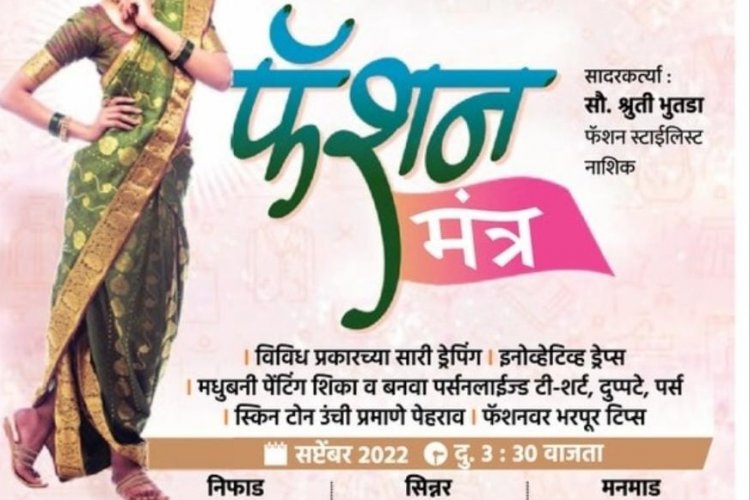 फॅशन
मंत्र
सादरकर्त्या :
सौ. श्रुती भुतडा
फॅशन स्टाईलिस्ट
नाशिक
। विविध प्रकारच्या सारी ड्रेपिंग । इनोव्हेटिव्ह ड्रेप्स
। मधुबनी पेंटिंग शिका व बनवा पर्सनलाईज्ड टी-शर्ट, दुप्पटे, पर्स
। स्किन टोन उंची प्रमाणे पेहराव । फॅशनवर भरपूर टिप्स
सप्टेंबर 2022 दु. 3 : 30 वाजता
निफाड सिन्नर मनमाड